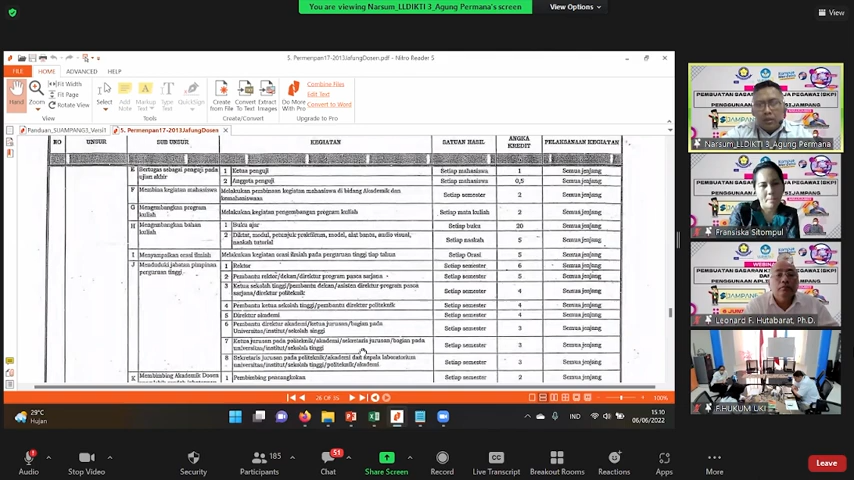 You are viewing Narsum_LLDIKTI 3_Agung Permana's screen
View Options
View
5. Permenpan17-2013JafungDosen.pdf - Nitro Reader 5
FILE
HOME
ADVANCED
HELP
Hand
Zoom
Fit Width
Fit Page
Rotate View
View
Select
Add Note
Markup Text
Type Text
QuickSign
Tools
Create from File
Convert To
Extract Images
Create/Convert
Do More With Pro
Combine Files
Edit Text
Convert to Word
Upgrade to Pro
Panduan_SIJAMPANG3_Versi1
5. Permenpan17-2013JafungDosen
NO
UNSUR
SUB UNSUR
KEGIATAN
SATUAN HASIL
ANGKA KREDIT
PELAKSANAAN KEGIATAN
E Bertugas sebagai penguji pada ujian akhir
1 Ketua penguji Setiap mahasiswa 1 Semua jenjang
2 Anggota penguji Setiap mahasiswa 0,5 Semua jenjang
F Membina kegiatan mahasiswa
Melakukan pembinaan kegiatan mahasiswa di bidang Akademik dan kemahasiswaan Setiap semester 2 Semua jenjang
G Mengembangkan program kuliah
Melakukan kegiatan pengembangan program kuliah Setiap mata kuliah 2 Semua jenjang
H Mengembangkan bahan kuliah
1 Buku ajar Setiap buku 20 Semua jenjang
2 Diktat, modul, petunjuk praktikum, model, alat bantu, audio visual, naskah tutorial Setiap naskah 5 Semua jenjang
I Menyampaikan orasi ilmiah
Melakukan kegiatan orasi ilmiah pada perguruan tinggi tiap tahun Setiap Orasi 5 Semua jenjang
J Menduduki jabatan pimpinan perguruan tinggi
1 Rektor Setiap semester 6 Semua jenjang
2 Pembantu rektor/dekan/direktur program pasca sarjana Setiap semester 5 Semua jenjang
3 Ketua sekolah tinggi/pembantu dekan/asisten direktur program pasca sarjana/direktur politeknik Setiap semester 4 Semua jenjang
4 Pembantu ketua sekolah tinggi/pembantu direktur politeknik Setiap semester 4 Semua jenjang
5 Direktur akademi Setiap semester 4 Semua jenjang
6 Pembantu direktur akademi/ketua jurusan/bagian pada Universitas/institut/sekolah tinggi Setiap semester 3 Semua jenjang
7 Ketua jurusan pada politeknik/akademi/sekretaris jurusan/bagian pada universitas/institut/sekolah tinggi Setiap semester 3 Semua jenjang
8 Sekretaris jurusan pada politeknik/akademi dan kepala laboratorium universitas/institut/sekolah tinggi/politeknik/akademi Setiap semester 3 Semua jenjang
K Membimbing Akademik Dosen
1 Pembimbing pencangkokan Setiap semester 2 Semua jenjang
26 OF 35
100%
29°C
Hujan
IND
15.10
06/06/2022
Narsum_LLDIKTI 3_Agung Permana
Fransiska Sitompul
Leonard F. Hutabarat, Ph.D.
F.HUKUM UKI
Audio
Stop Video
Security
Participants
185
Chat
51
Share Screen
Record
Live Transcript
Breakout Rooms
Reactions
Apps
More
Leave